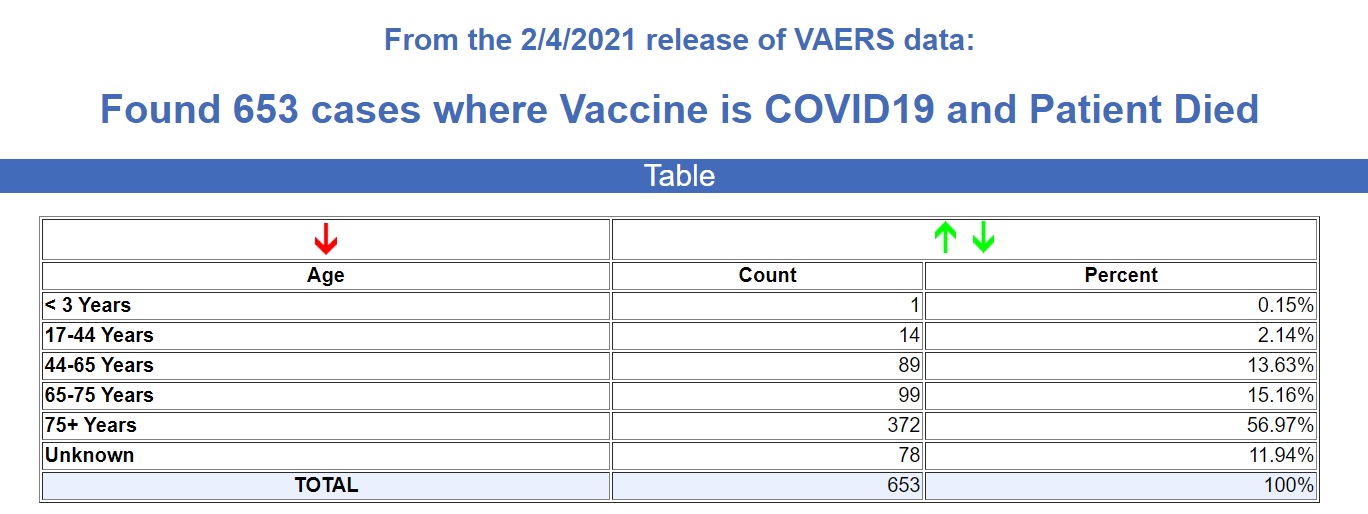 From the 2/4/2021 release of VAERS data:
Found 653 cases where Vaccine is COVID19 and Patient Died
Table
Age Count Percent
< 3 Years 1 0.15%
17-44 Years 14 2.14%
44-65 Years 89 13.63%
65-75 Years 99 15.16%
75+ Years 372 56.97%
Unknown 78 11.94%
TOTAL 653 100%